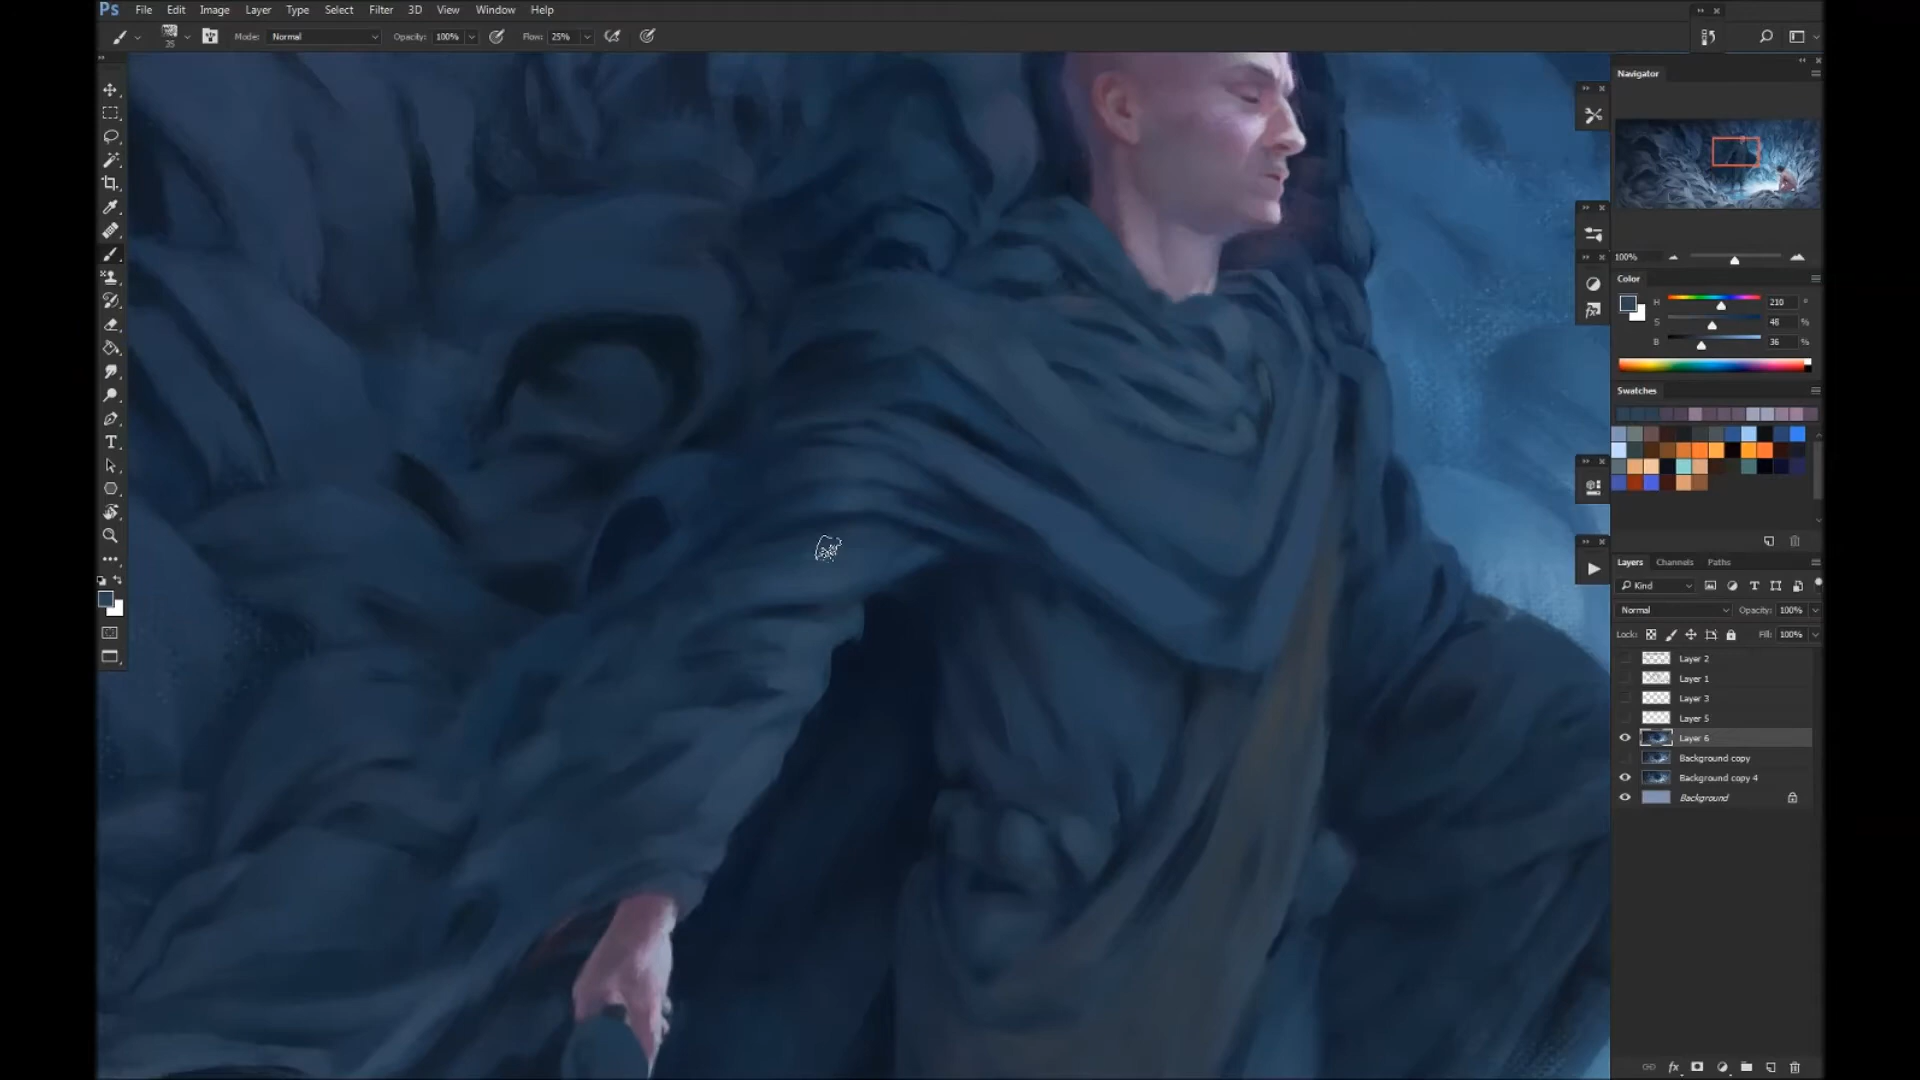 Ps File Edit Image Layer Type Select Filter 3D View Window Help
35 Mode: Normal Opacity: 100% Flow: 25%
Navigator
100%
Color
H 210 °
S 48 %
B 36 %
Swatches
Layers Channels Paths
Kind
Normal Opacity: 100%
Lock: Fill: 100%
Layer 2
Layer 1
Layer 3
Layer 5
Layer 6
Background copy
Background copy 4
Background
fx